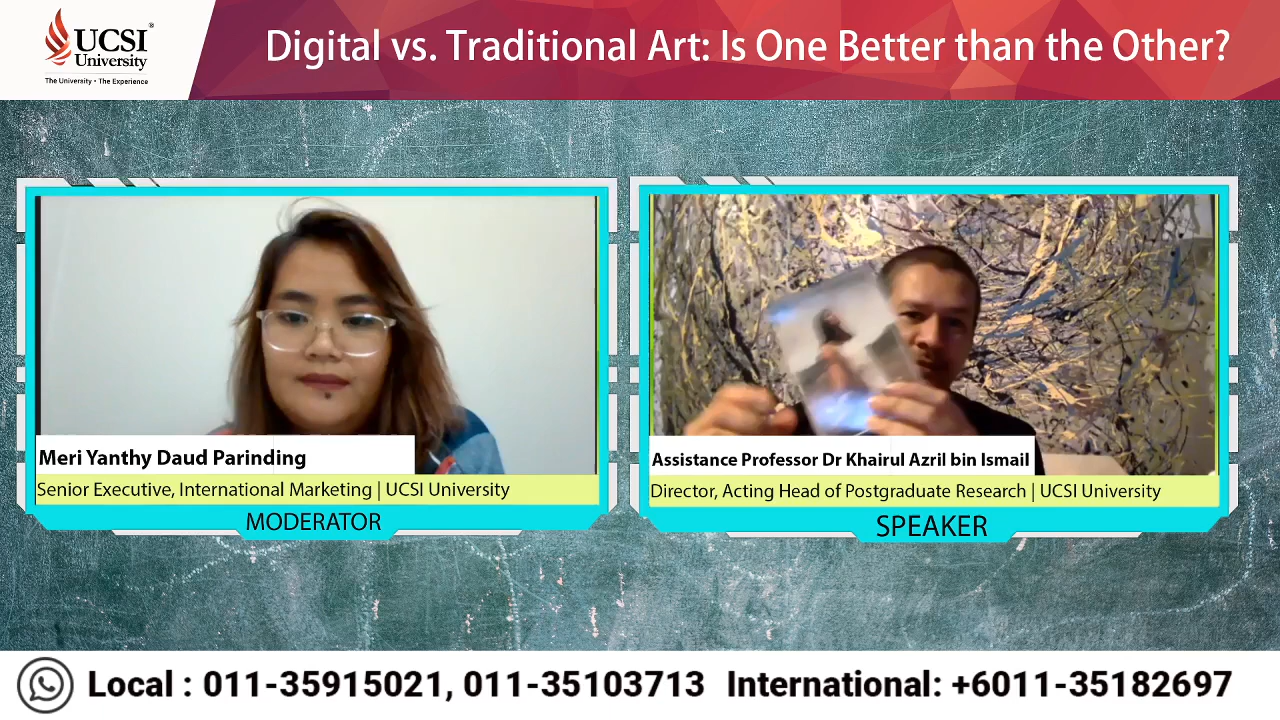 UCSI
University
The University • The Experience
Digital vs. Traditional Art: Is One Better than the Other?
Meri Yanthy Daud Parinding
Senior Executive, International Marketing | UCSI University
MODERATOR
Assistance Professor Dr Khairul Azril bin Ismail
Director, Acting Head of Postgraduate Research | UCSI University
SPEAKER
Local : 011-35915021, 011-35103713 International: +6011-35182697